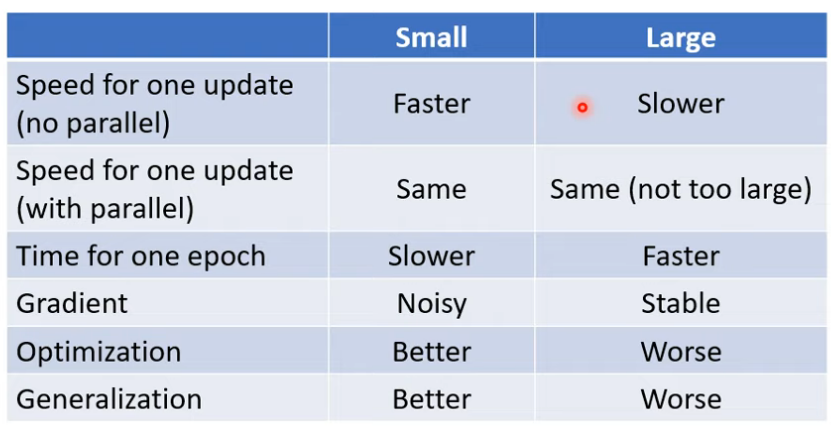 Small Large
Speed for one update
(no parallel)
Faster
Slower
Speed for one update
(with parallel)
Same
Same (not too large)
Time for one epoch Slower Faster
Gradient Noisy Stable
Optimization Better Worse
Generalization Better Worse